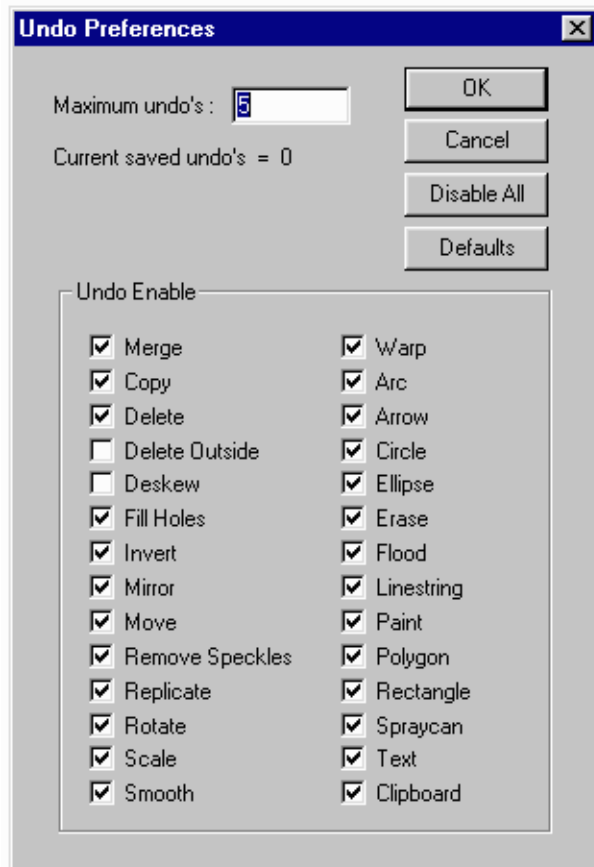 Undo Preferences
Maximum undo's : 5
OK
Current saved undo's = 0
Cancel
Disable All
Defaults
Undo Enable
Merge
Copy
Delete
Delete Outside
Deskew
Fill Holes
Invert
Mirror
Move
Remove Speckles
Replicate
Rotate
Scale
Smooth
Warp
Arc
Arrow
Circle
Ellipse
Erase
Flood
Linestring
Paint
Polygon
Rectangle
Spraycan
Text
Clipboard